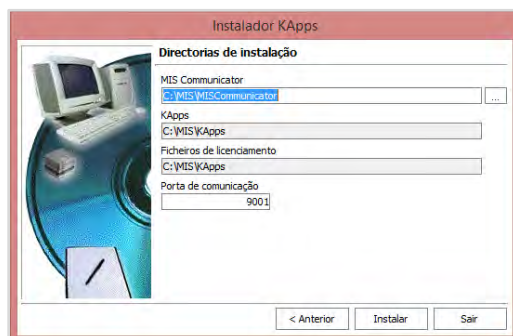 Instalador KApps
Directorias de instalação
MIS Communicator
C:\MIS\MISCommunicator
...
KApps
C:\MIS\KApps
Ficheiros de licenciamento
C:\MIS\KApps
Porta de comunicação
9001
< Anterior
Instalar
Sair